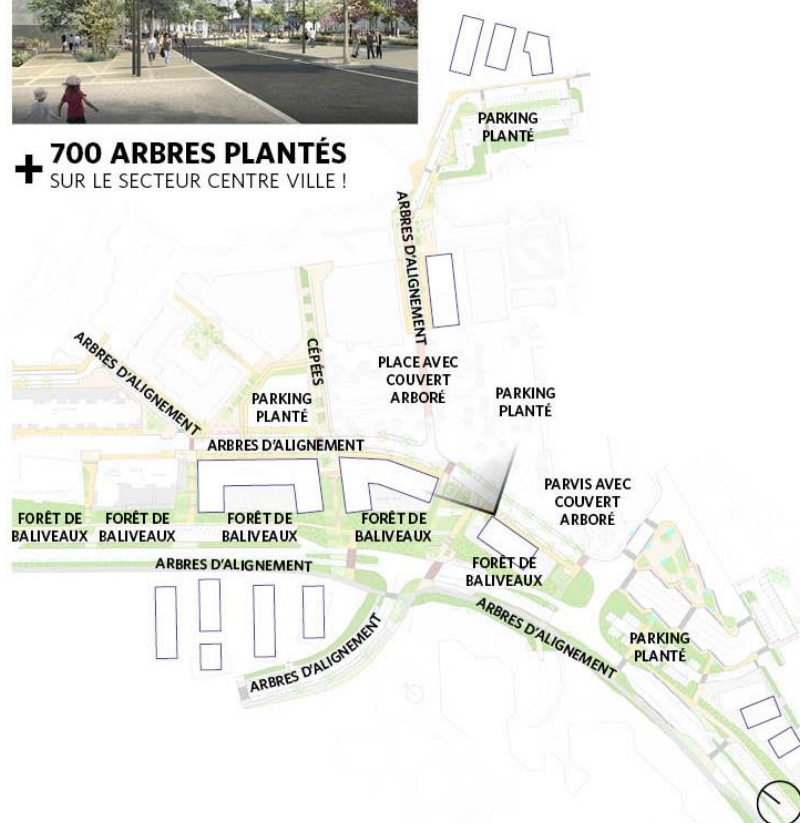 + 700 ARBRES PLANTÉS
SUR LE SECTEUR CENTRE VILLE !
PARKING
PLANTÉ
ARBRES D'ALIGNEMENT
ARBRES D'ALIGNEMENT
CÉPÉES
PLACE AVEC
COUVERT
ARBORÉ
PARKING
PLANTÉ
PARKING
PLANTÉ
ARBRES D'ALIGNEMENT
PARVIS AVEC
COUVERT
ARBORÉ
FORÊT DE
BALIVEAUX
FORÊT DE
BALIVEAUX
FORÊT DE
BALIVEAUX
FORÊT DE
BALIVEAUX
ARBRES D'ALIGNEMENT
FORÊT DE
BALIVEAUX
ARBRES D'ALIGNEMENT
ARBRES D'ALIGNEMENT
PARKING
PLANTÉ